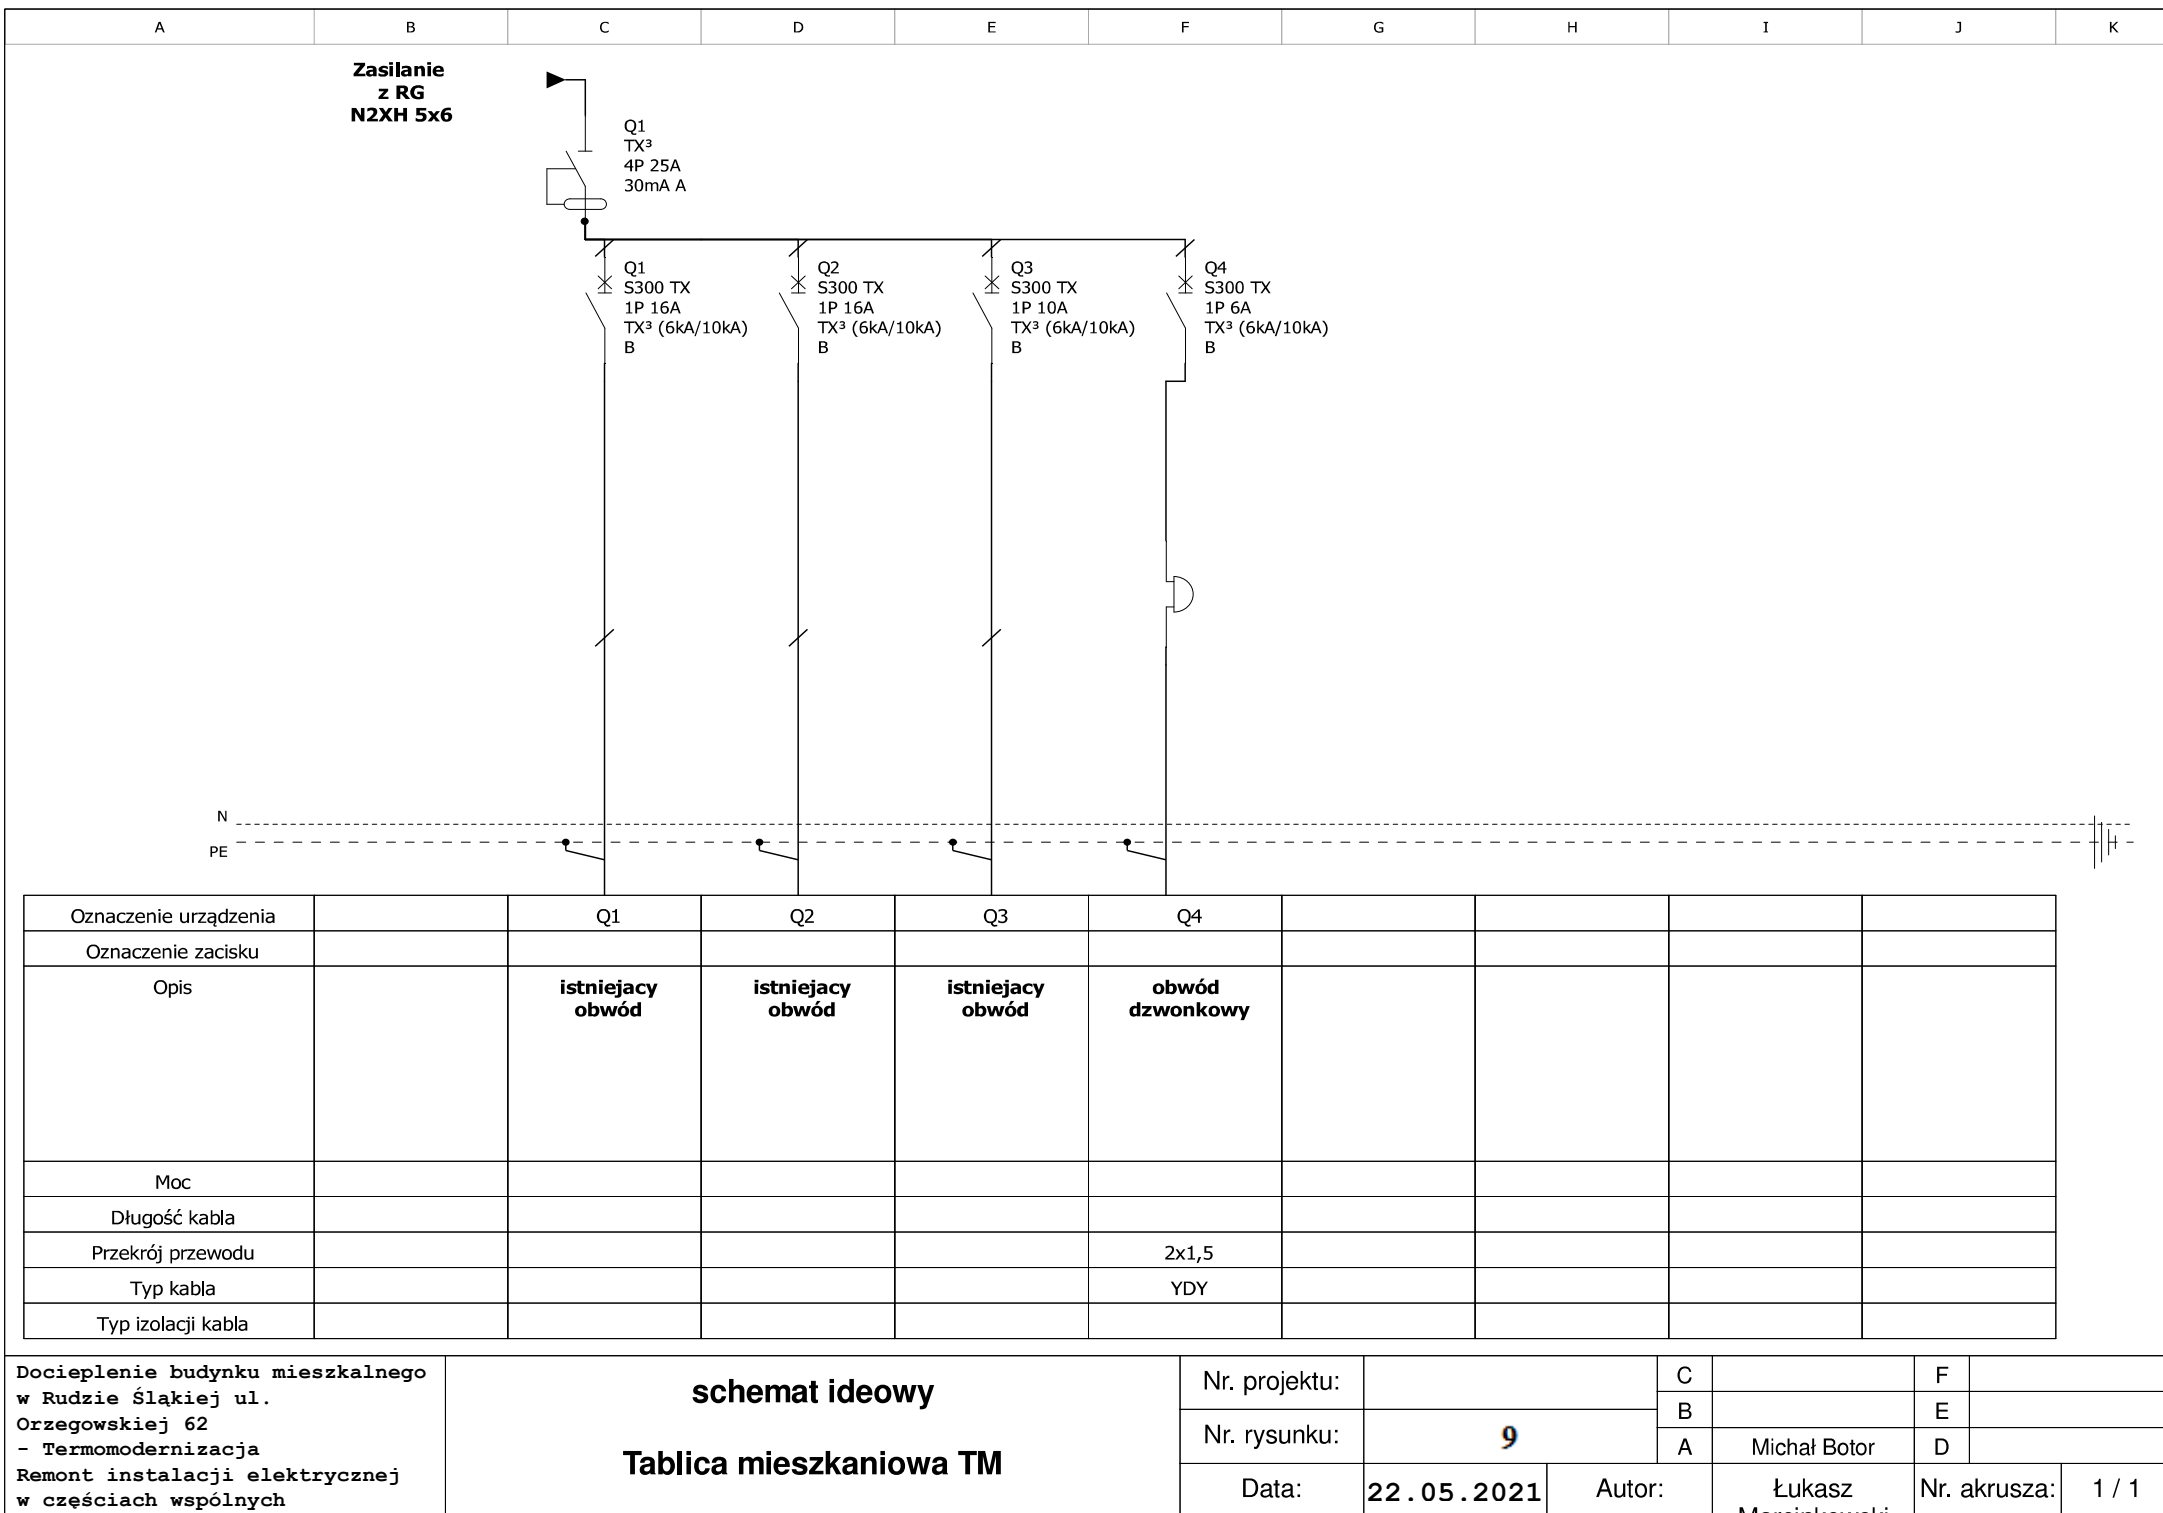 A B C D E F G H I J K
Zasilanie
z RG
N2XH 5x6
Q1
TX³
4P 25A
30mA A
Q1
S300 TX
1P 16A
TX³ (6kA/10kA)
B
Q2
S300 TX
1P 16A
TX³ (6kA/10kA)
B
Q3
S300 TX
1P 10A
TX³ (6kA/10kA)
B
Q4
S300 TX
1P 6A
TX³ (6kA/10kA)
B
N
PE
Oznaczenie urządzenia Q1 Q2 Q3 Q4
Oznaczenie zacisku
Opis
istniejacy
obwód
istniejacy
obwód
istniejacy
obwód
obwód
dzwonkowy
Moc
Długość kabla
Przekrój przewodu 2x1,5
Typ kabla YDY
Typ izolacji kabla
Docieplenie budynku mieszkalnego
w Rudzie Śląkiej ul.
Orzegowskiej 62
- Termomodernizacja
Remont instalacji elektrycznej
w częściach wspólnych
schemat ideowy
Tablica mieszkaniowa TM
Nr. projektu:
Nr. rysunku: 9
C F
B E
A Michał Botor D
Data: 22.05.2021 Autor: Łukasz Nr. akrusza: 1 / 1